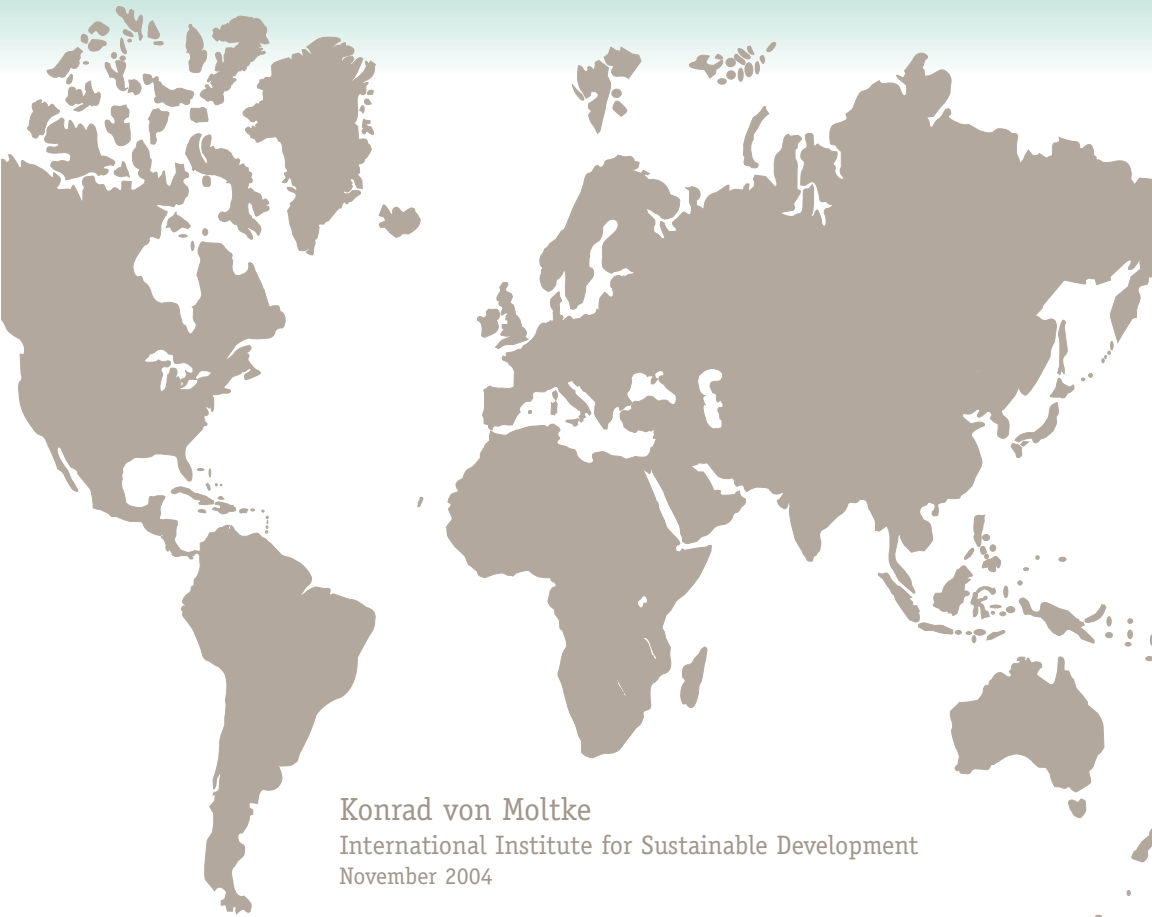 Konrad von Moltke
International Institute for Sustainable Development
November 2004